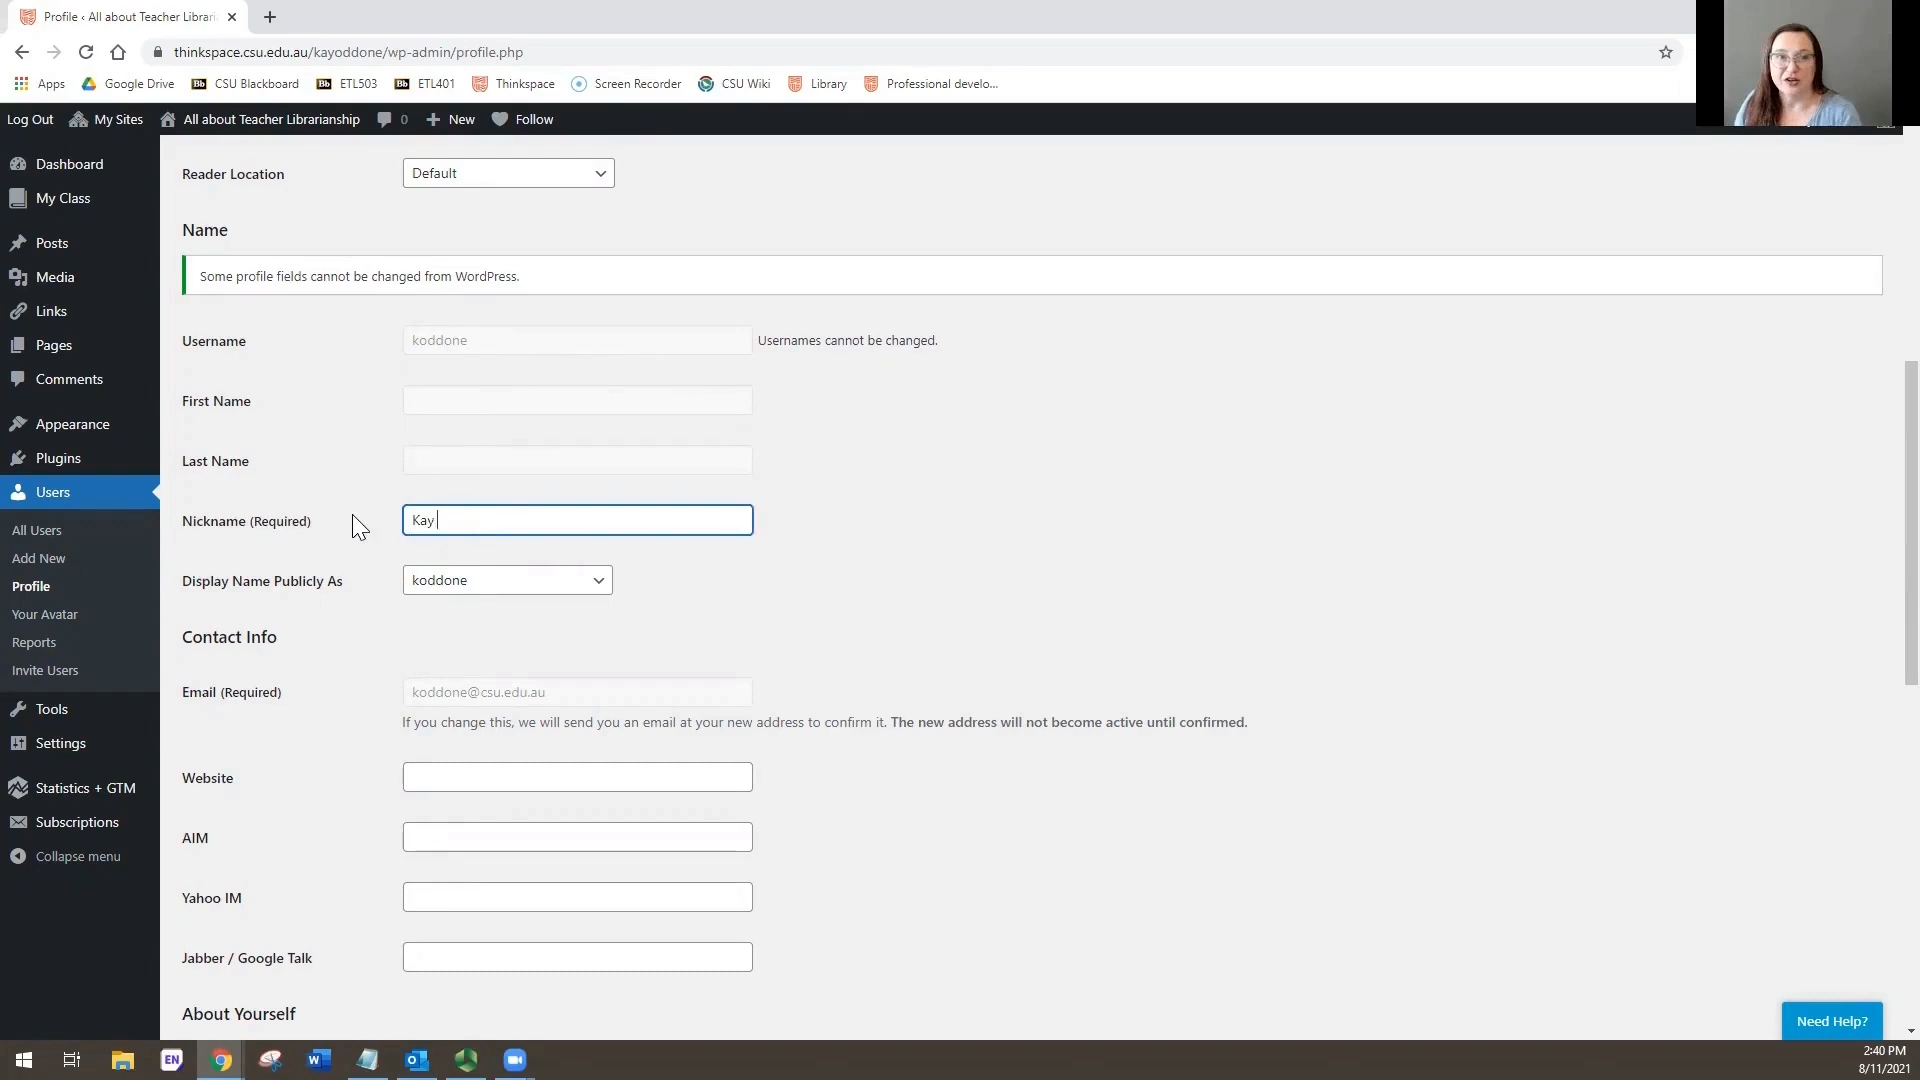 Profile ‹ All about Teacher Librari
thinkspace.csu.edu.au/kayoddone/wp-admin/profile.php
Apps Google Drive Bb CSU Blackboard Bb ETL503 Bb ETL401 Thinkspace Screen Recorder CSU Wiki Library Professional develo...
Log Out My Sites All about Teacher Librarianship 0 New Follow
Dashboard
My Class
Posts
Media
Links
Pages
Comments
Appearance
Plugins
Users
All Users
Add New
Profile
Your Avatar
Reports
Invite Users
Tools
Settings
Statistics + GTM
Subscriptions
Collapse menu
Reader Location Default
Name
Some profile fields cannot be changed from WordPress.
Username koddone Usernames cannot be changed.
First Name
Last Name
Nickname (Required) Kay
Display Name Publicly As koddone
Contact Info
Email (Required) koddone@csu.edu.au
If you change this, we will send you an email at your new address to confirm it. The new address will not become active until confirmed.
Website
AIM
Yahoo IM
Jabber / Google Talk
About Yourself
Need Help?
EN
2:40 PM
8/11/2021